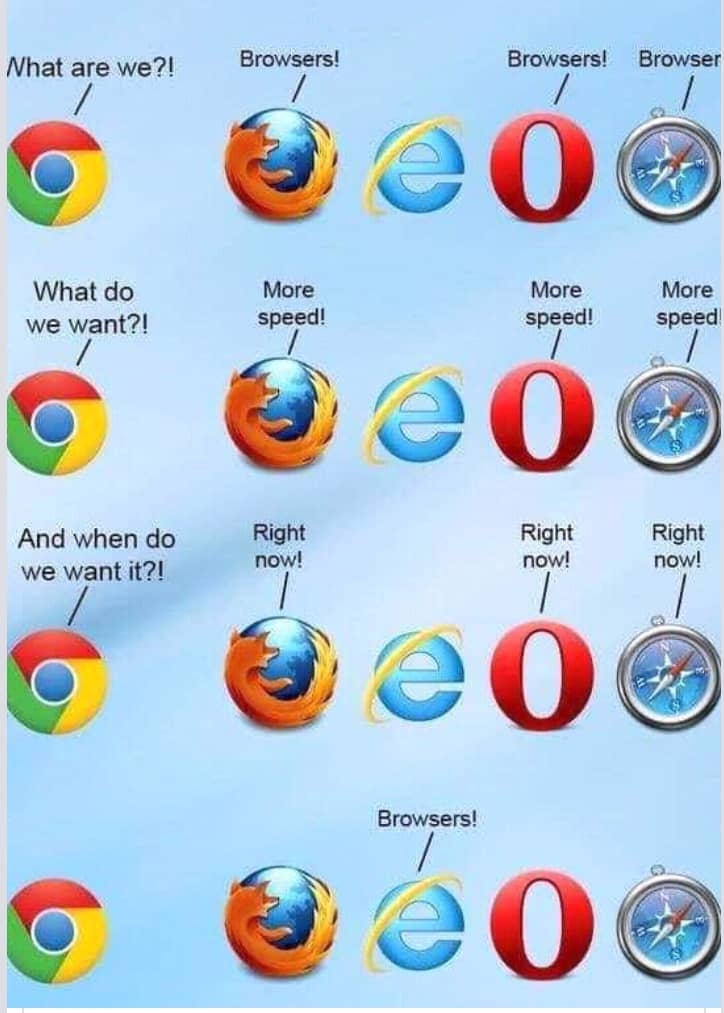 What are we?!
Browsers!
Browsers!
Browser
What do
we want?!
More
speed!
More
speed!
More
speed!
And when do
we want it?!
Right
now!
Right
now!
Right
now!
Browsers!